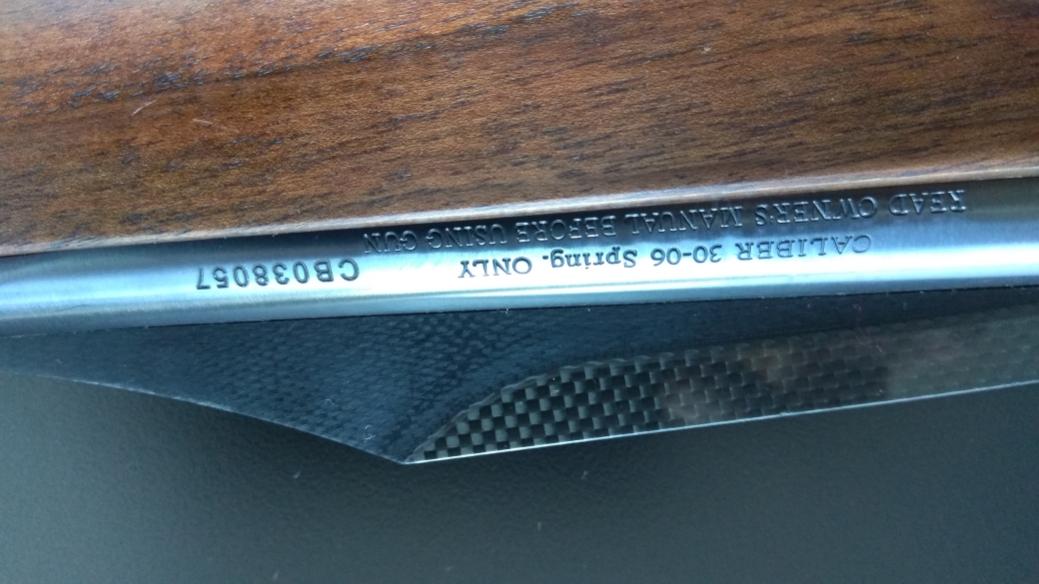 READ OWNER'S MANUAL BEFORE USING GUN
CALIBER 30-06 Spring. ONLY
CB038057